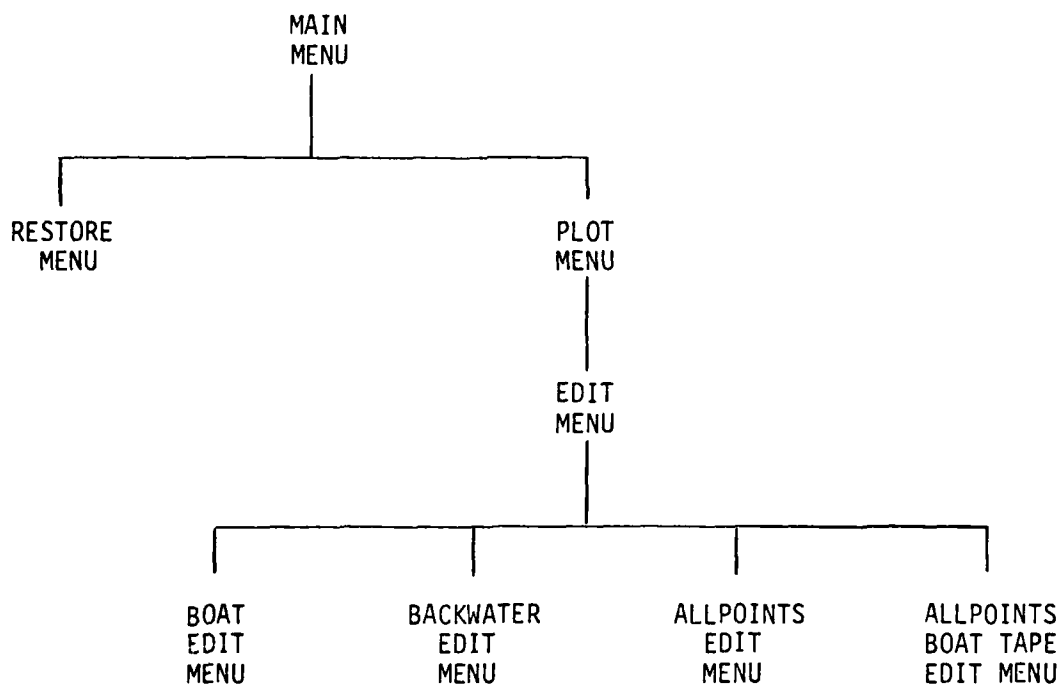 MAIN
MENU
RESTORE
MENU
PLOT
MENU
EDIT
MENU
BOAT
EDIT
MENU
BACKWATER
EDIT
MENU
ALLPOINTS
EDIT
MENU
ALLPOINTS
BOAT TAPE
EDIT MENU